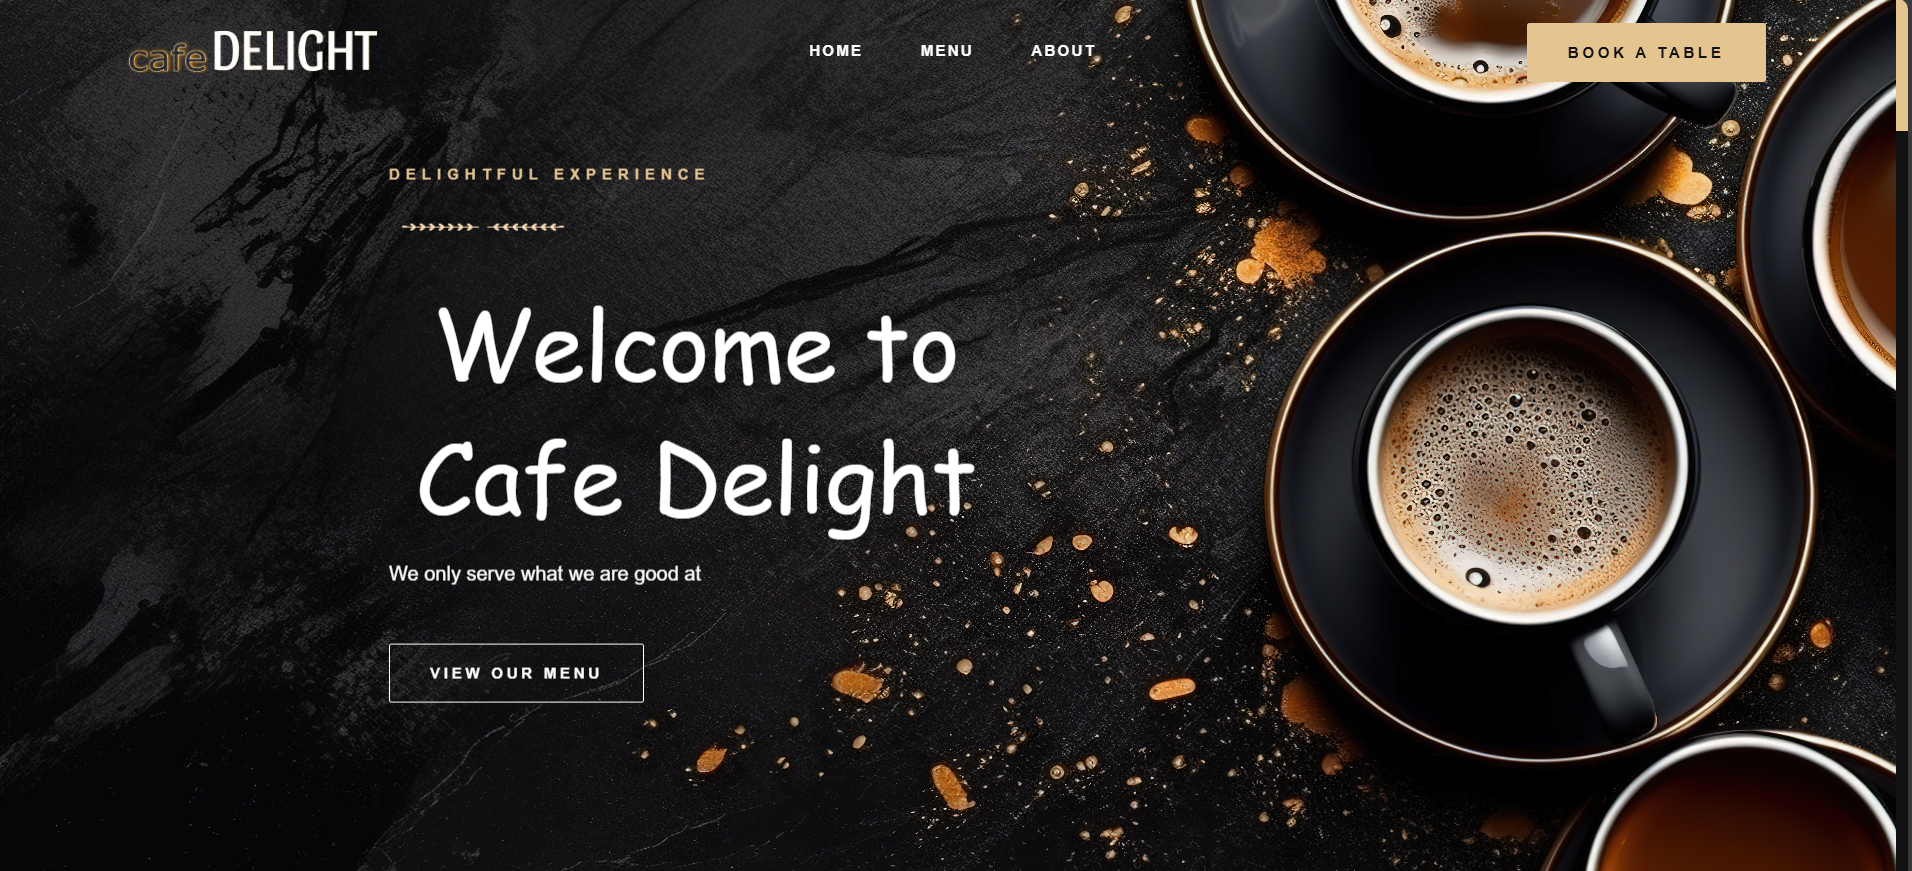 cafe DELIGHT
HOME MENU ABOUT
BOOK A TABLE
DELIGHTFUL EXPERIENCE
Welcome to
Cafe Delight
We only serve what we are good at
VIEW OUR MENU